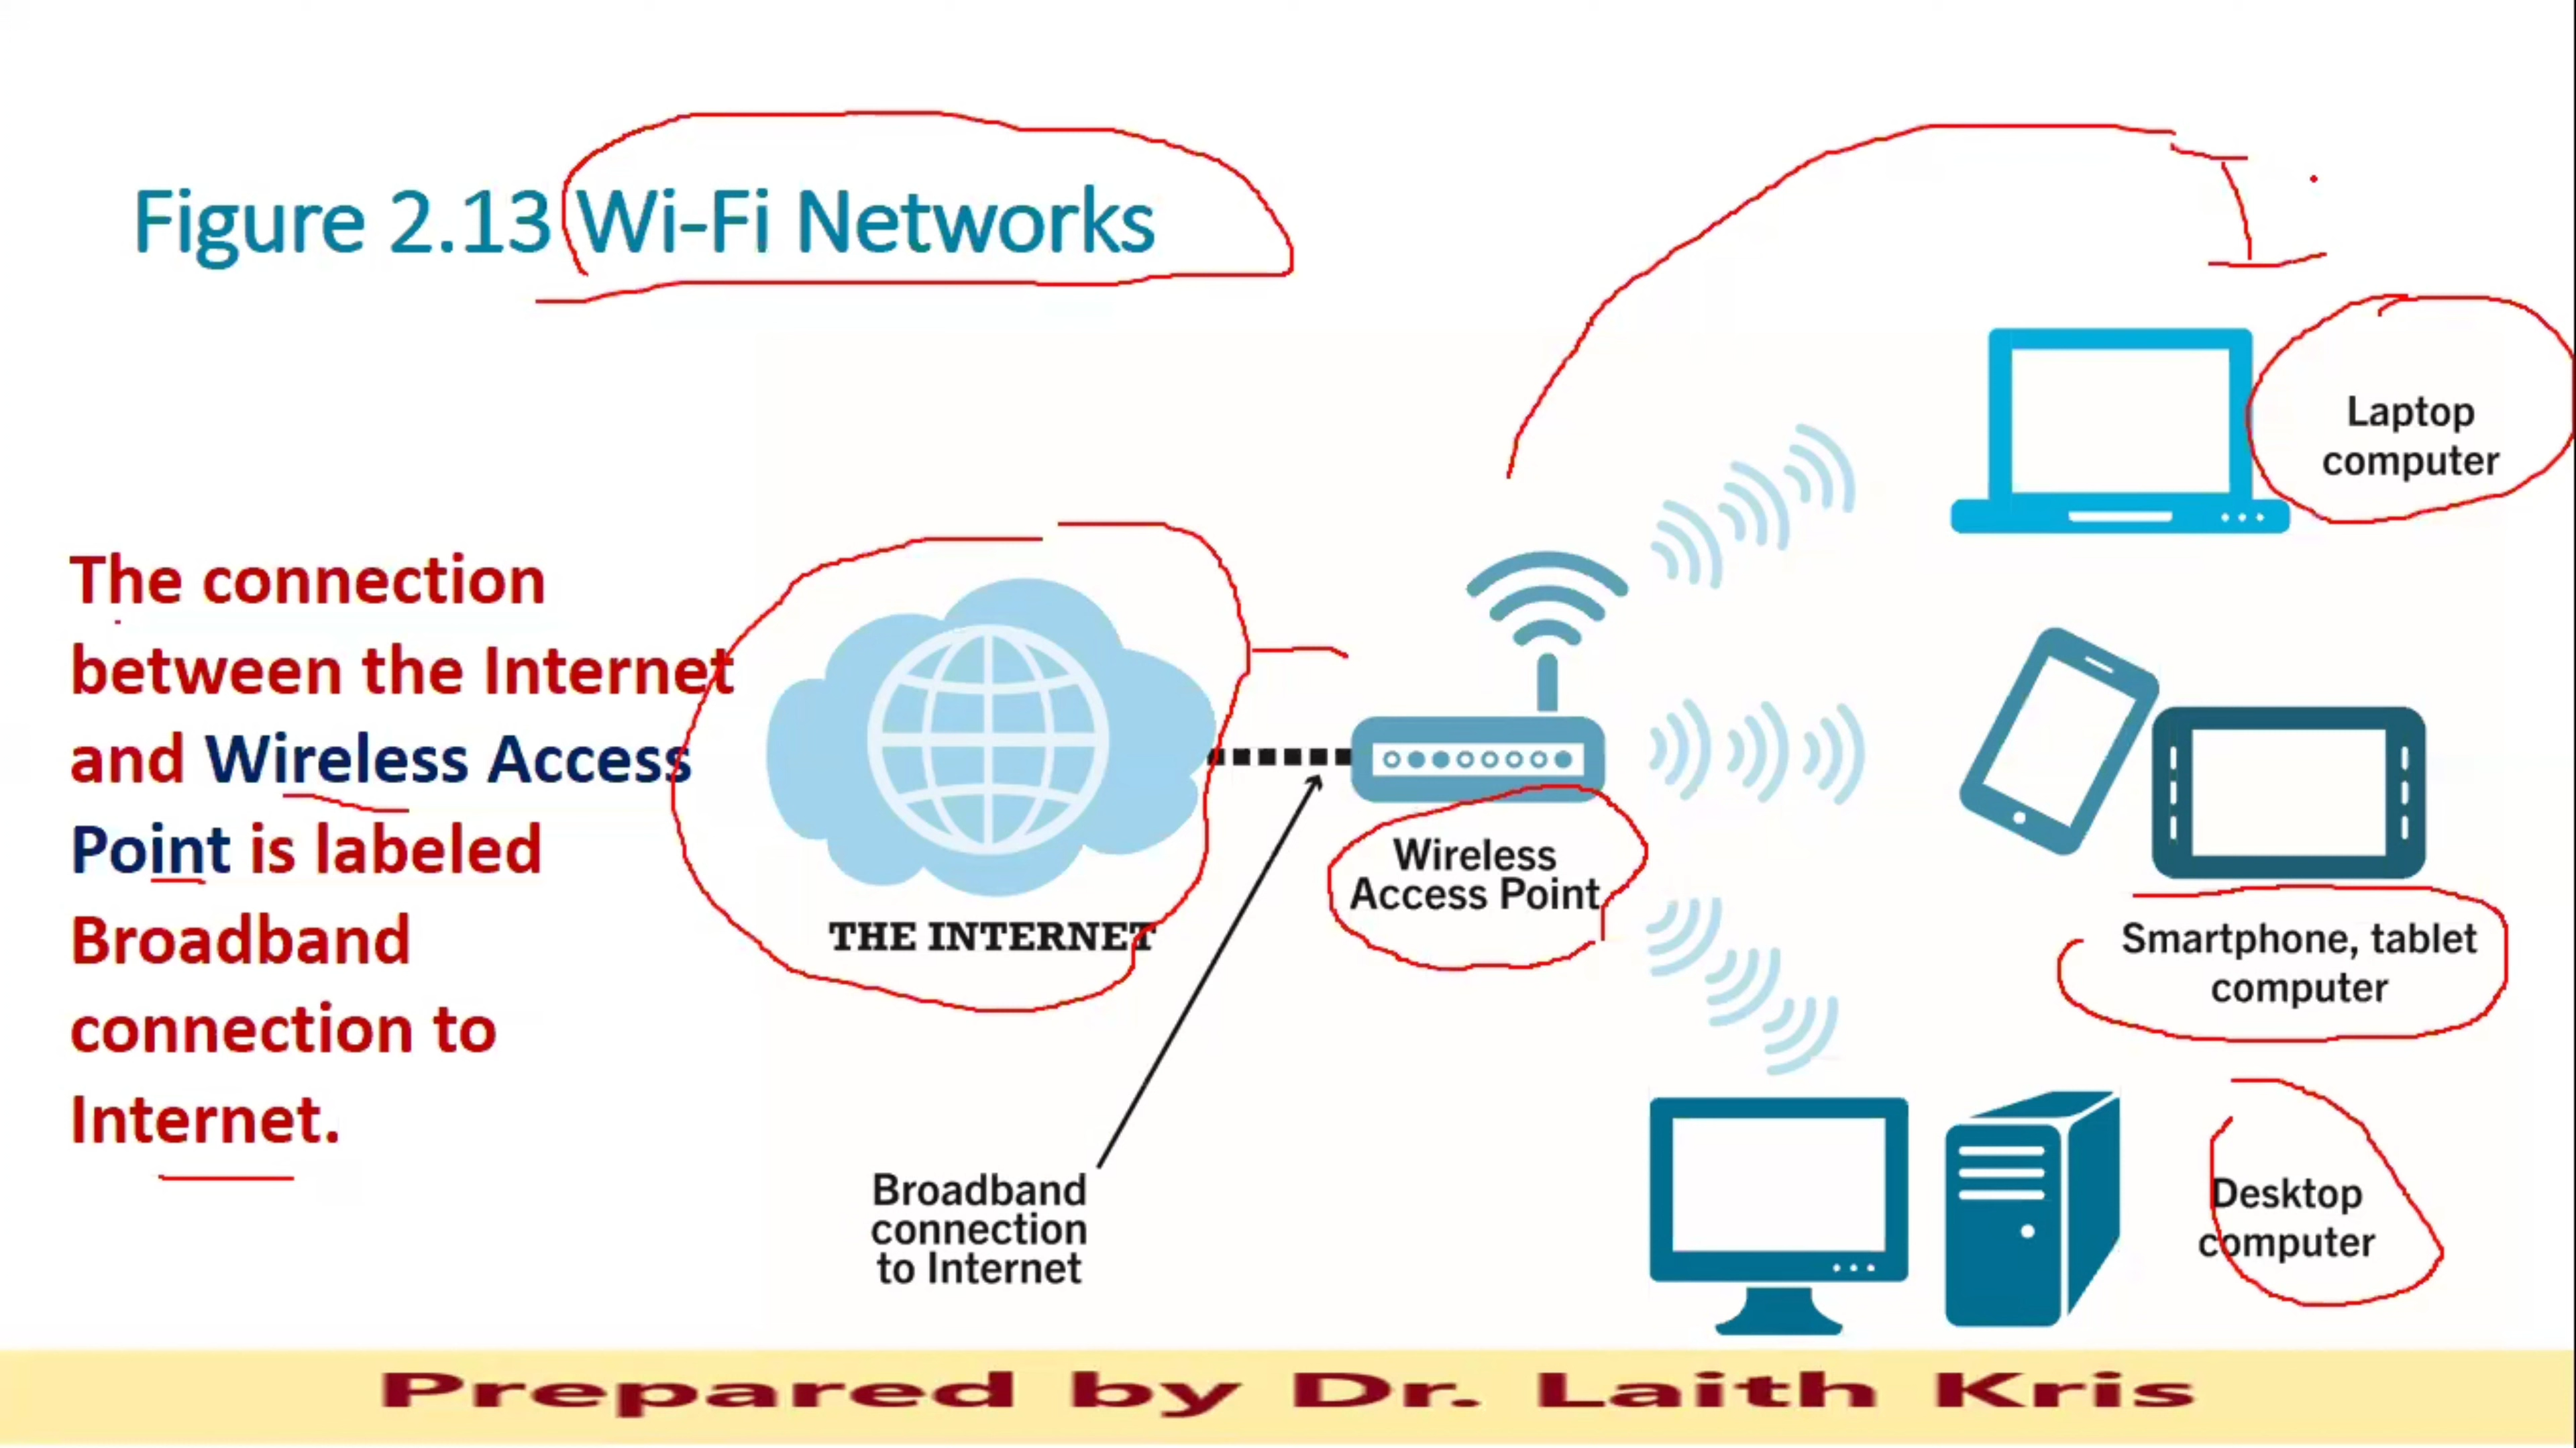 Figure 2.13 Wi-Fi Networks
The connection
between the Internet
and Wireless Access
Point is labeled
Broadband
connection to
Internet.
THE INTERNET
Broadband
connection
to Internet
Wireless
Access Point
Laptop
computer
Smartphone, tablet
computer
Desktop
computer
Prepared by Dr. Laith Kris